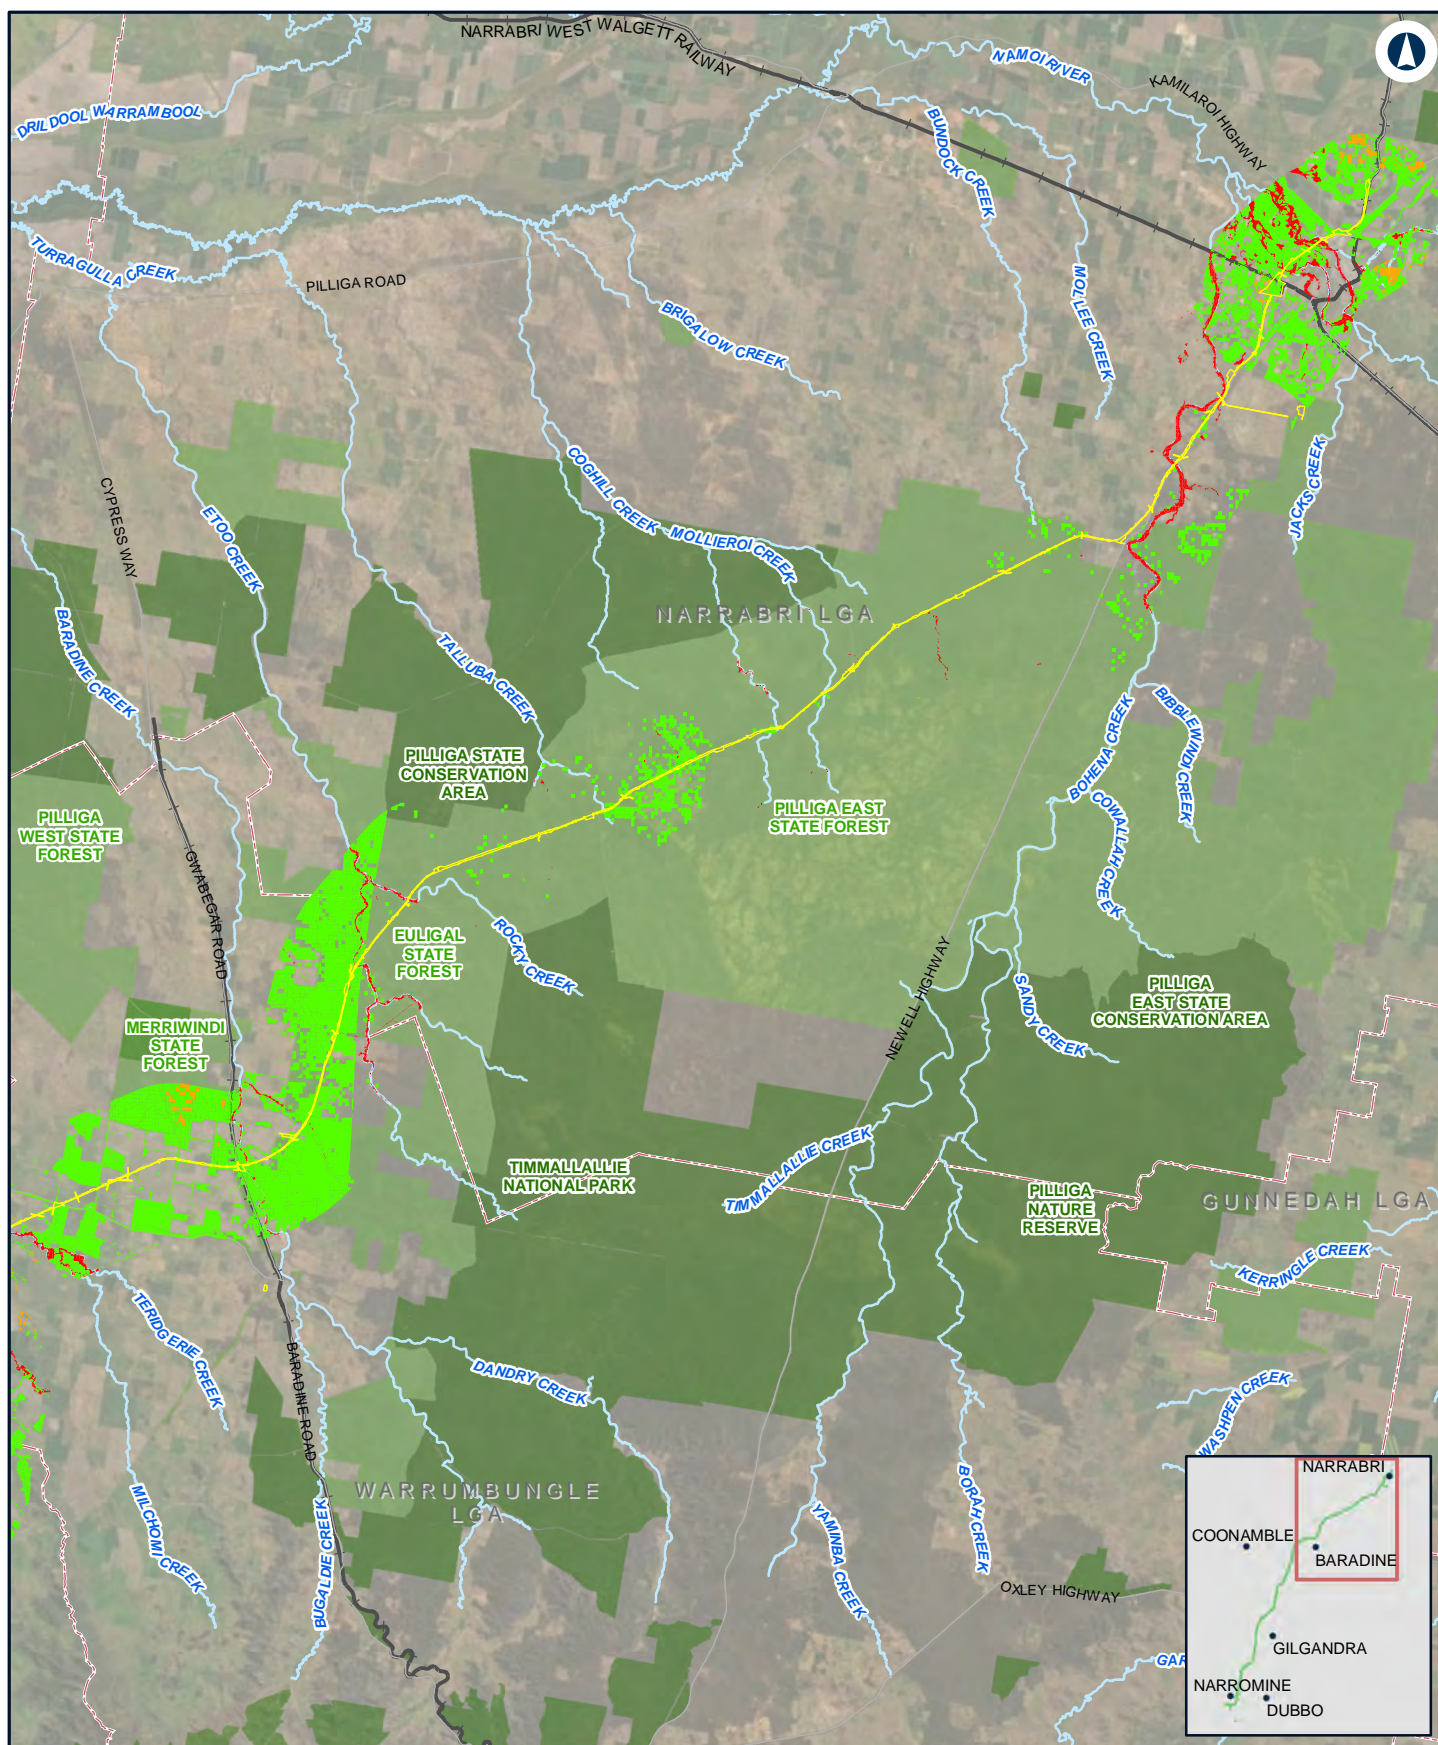 NARRABRI WEST WALGETT RAILWAY
NAMOI RIVER
KAMILAROI HIGHWAY
DRILDOOL WARRAMBOOL
BUNDOCK CREEK
TURRAGULLA CREEK
PILLIGA ROAD
MOLLEE CREEK
BRIGALOW CREEK
CYPRESS WAY
ETOO CREEK
COGHILL CREEK
MOLLIEROI CREEK
JACKS CREEK
NARRABRI LGA
BARADINE CREEK
TALLUBA CREEK
BIBBLEWINDI CREEK
BOHENA CREEK
COWALLAH CREEK
PILLIGA STATE
CONSERVATION
AREA
PILLIGA
WEST STATE
FOREST
PILLIGA EAST
STATE FOREST
GWABEGAR ROAD
EULIGAL
STATE
FOREST
ROCKY CREEK
NEWELL HIGHWAY
SANDY CREEK
PILLIGA
EAST STATE
CONSERVATION AREA
MERRIWINDI
STATE
FOREST
TIMMALLALLIE
NATIONAL PARK
TIMMALLALLIE CREEK
PILLIGA
NATURE
RESERVE
GUNNEDAH LGA
KERRINGLE CREEK
TERIDGERIE CREEK
BARADINE ROAD
DANDRY CREEK
WASHPEN CREEK
WARRUMBUNGLE
LGA
MILCHOMI CREEK
BUGALDIE CREEK
YAMINBA CREEK
BORAH CREEK
OXLEY HIGHWAY
GAR
NARRABRI
COONAMBLE
BARADINE
GILGANDRA
NARROMINE
DUBBO